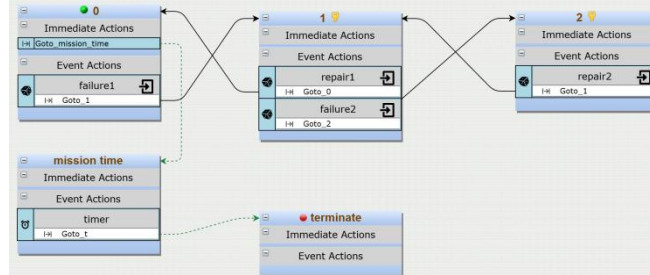 0
Immediate Actions
Goto_mission_time
Event Actions
failure1
Goto_1
mission time
Immediate Actions
Event Actions
timer
Goto_t
1
Immediate Actions
Event Actions
repair1
Goto_0
failure2
Goto_2
terminate
Immediate Actions
Event Actions
2
Immediate Actions
Event Actions
repair2
Goto_1